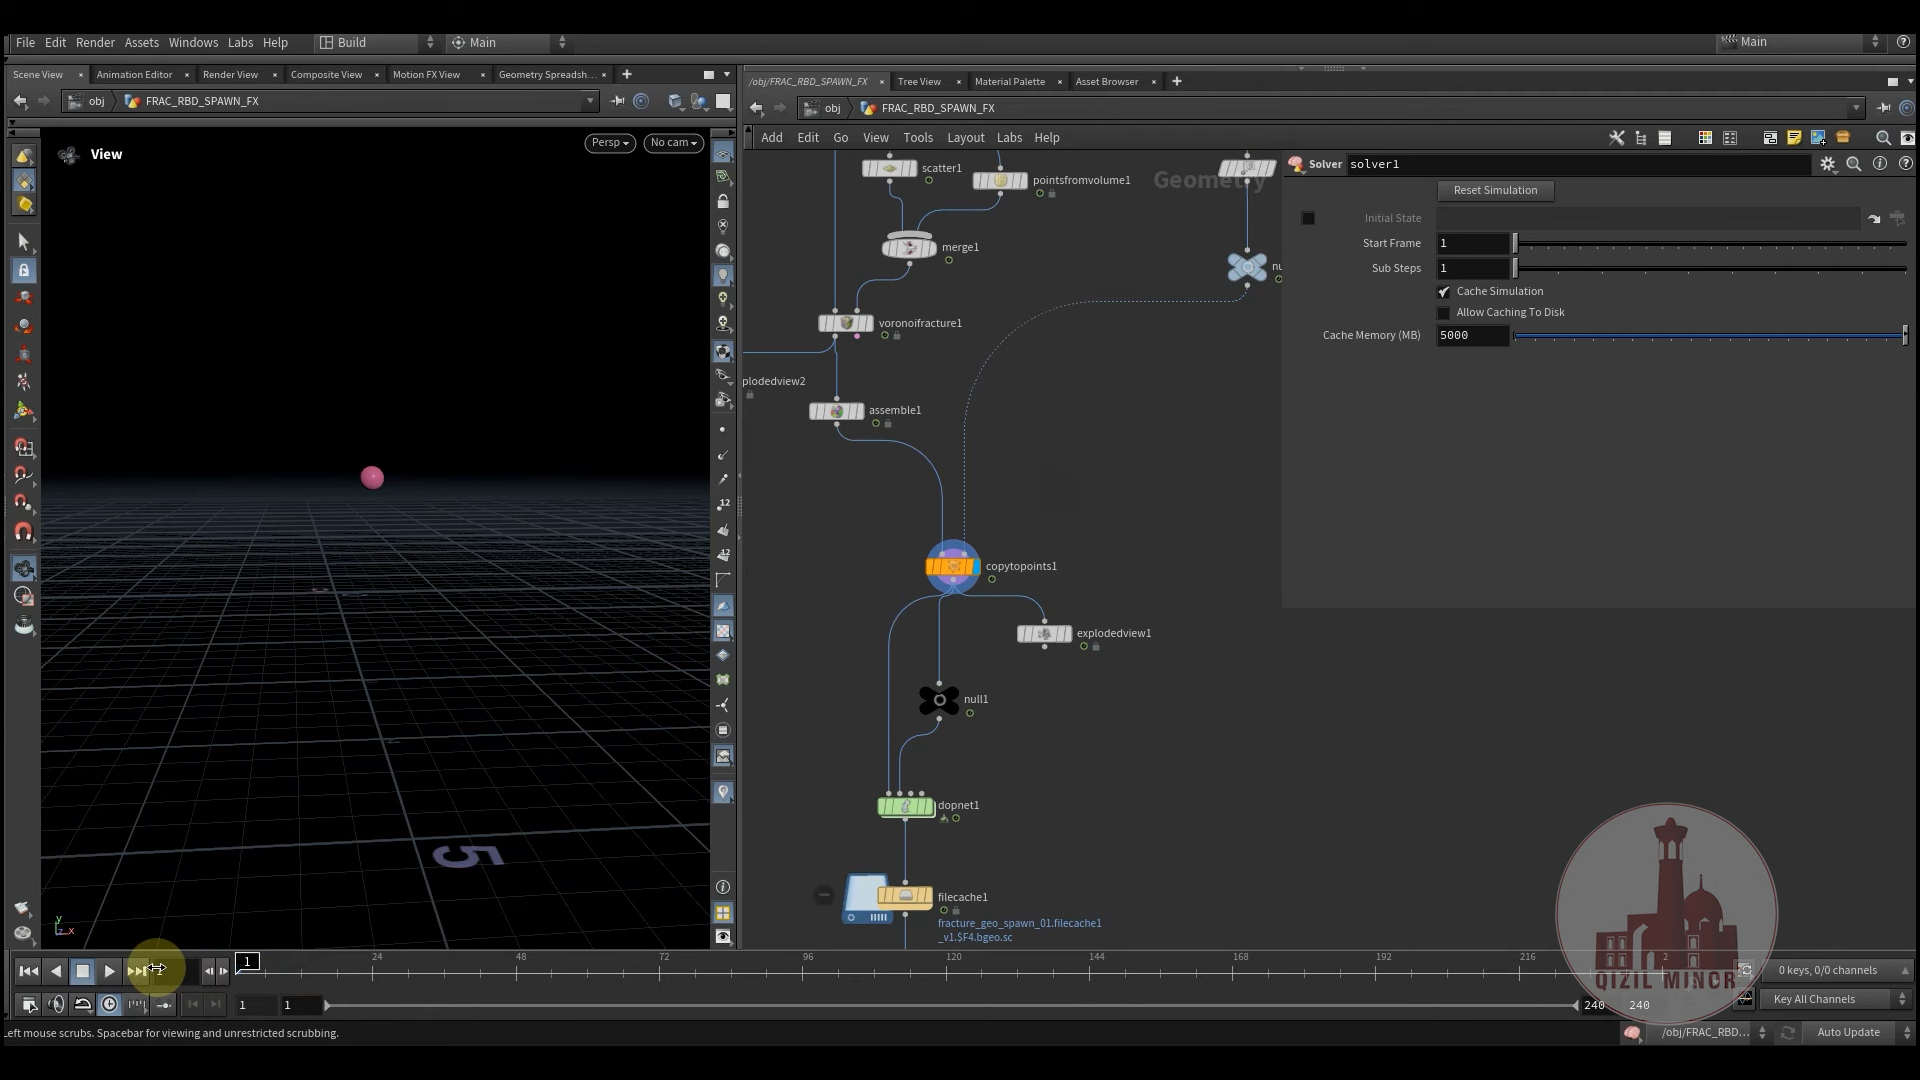 File Edit Render Assets Windows Labs Help Build Main Main
Scene View Animation Editor Render View Composite View Motion FX View Geometry Spreadsh...
/obj/FRAC_RBD_SPAWN_FX Tree View Material Palette Asset Browser
obj FRAC_RBD_SPAWN_FX
obj FRAC_RBD_SPAWN_FX
Add Edit Go View Tools Layout Labs Help
View
Persp No cam
scatter1
pointsfromvolume1
Geometry
merge1
nu
voronoifracture1
plodedview2
assemble1
copytopoints1
explodedview1
null1
dopnet1
filecache1
fracture_geo_spawn_01.filecache1
_v1.$F4.bgeo.sc
Solver solver1
Reset Simulation
Initial State
Start Frame 1
Sub Steps 1
Cache Simulation
Allow Caching To Disk
Cache Memory (MB) 5000
12
12
5
y
z x
1 24 48 72 96 120 144 168 192 216 2
1 1 240 240
0 keys, 0/0 channels
Key All Channels
QIZIL MINOR
Left mouse scrubs. Spacebar for viewing and unrestricted scrubbing.
/obj/FRAC_RBD... Auto Update